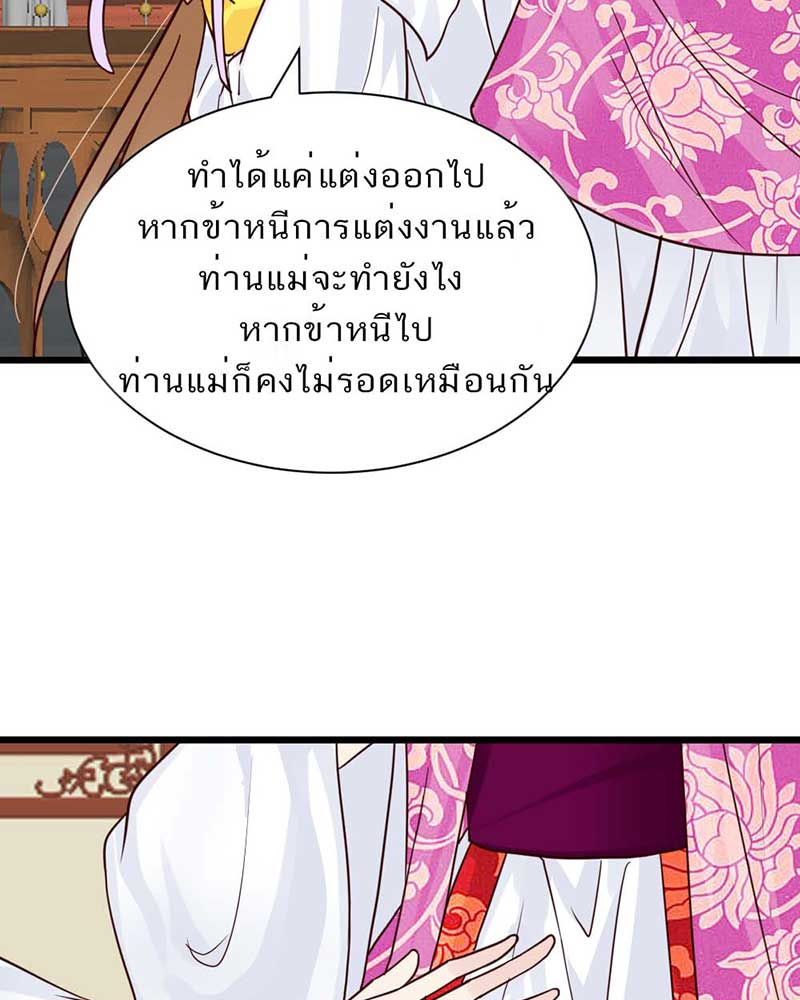 ทำได้แค่แต่งออกไป
หากข้าหนีการแต่งงานแล้ว
ท่านแม่จะทำยังไง
หากข้าหนีไป
ท่านแม่ก็คงไม่รอดเหมือนกัน